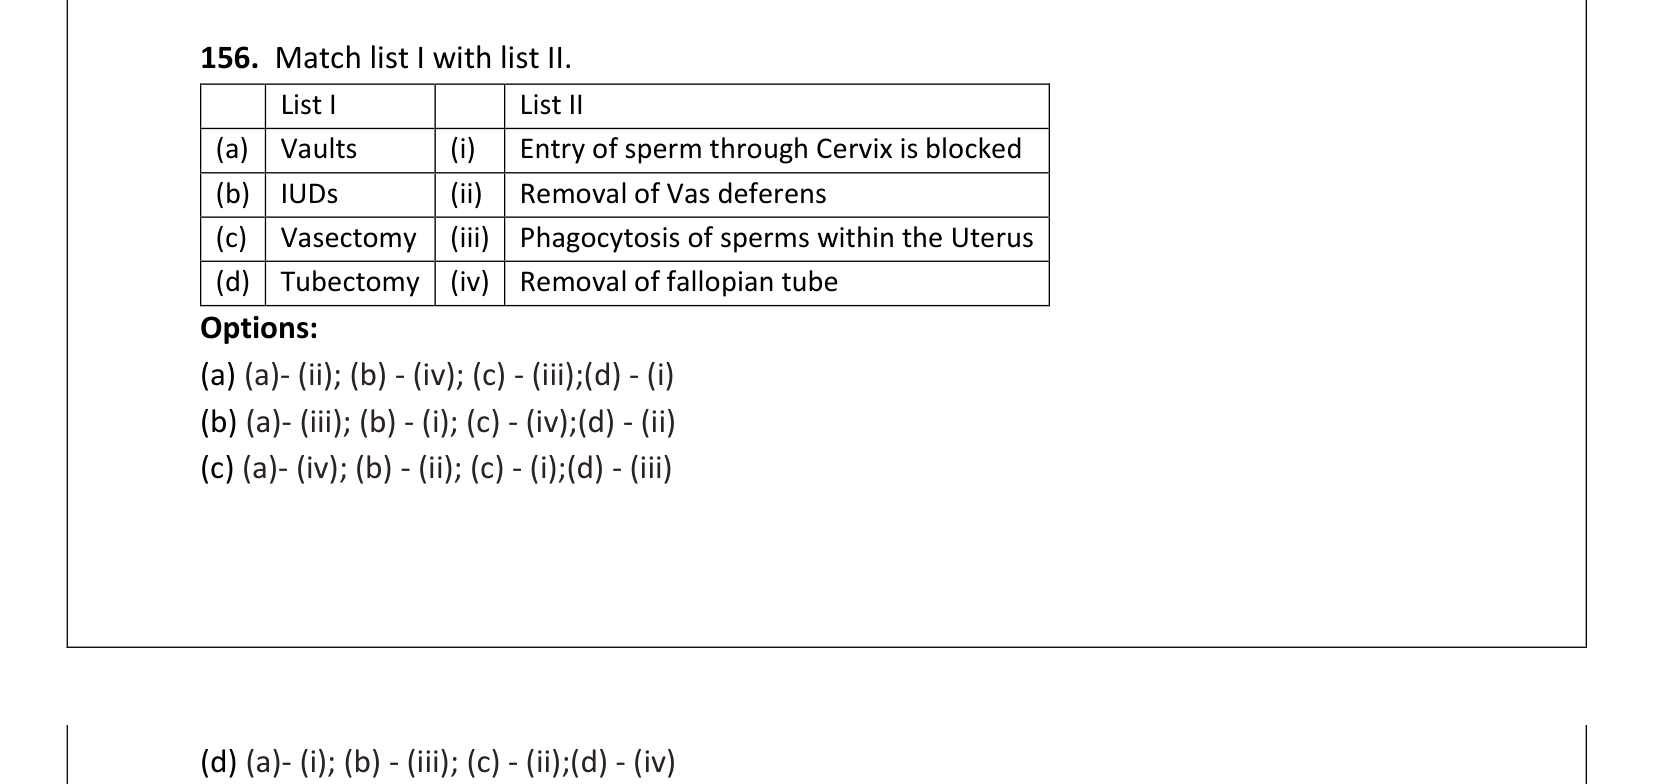 156. Match list I with list II.
List I List II
(a) Vaults (i) Entry of sperm through Cervix is blocked
(b) IUDs (ii) Removal of Vas deferens
(c) Vasectomy (iii) Phagocytosis of sperms within the Uterus
(d) Tubectomy (iv) Removal of fallopian tube
Options:
(a) (a)- (ii); (b) - (iv); (c) - (iii);(d) - (i)
(b) (a)- (iii); (b) - (i); (c) - (iv);(d) - (ii)
(c) (a)- (iv); (b) - (ii); (c) - (i);(d) - (iii)
(d) (a)- (i); (b) - (iii); (c) - (ii);(d) - (iv)